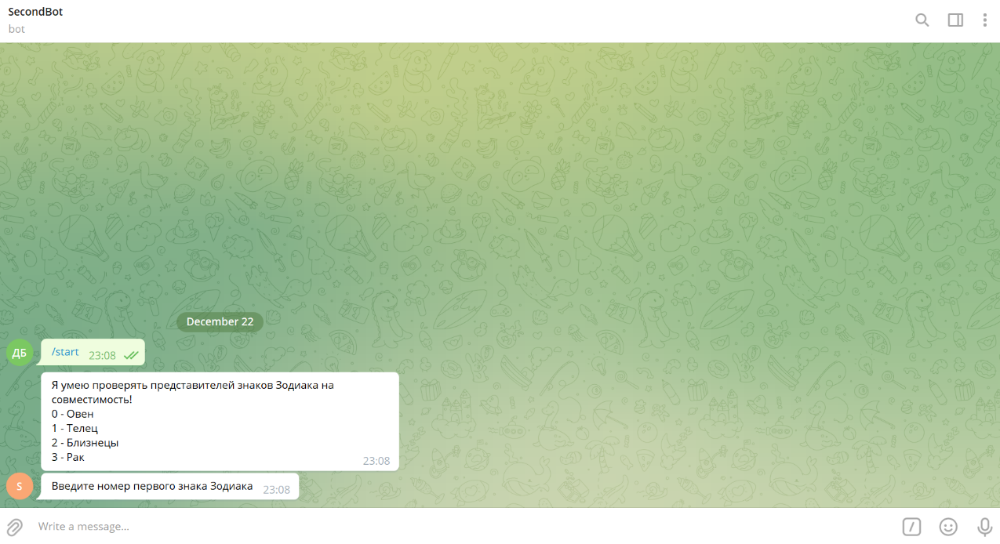 SecondBot
bot
December 22
ДБ
/start 23:08
Я умею проверять представителей знаков Зодиака на
совместимость!
0 - Овен
1 - Телец
2 - Близнецы
3 - Рак
23:08
S
Введите номер первого знака Зодиака 23:08
Write a message...